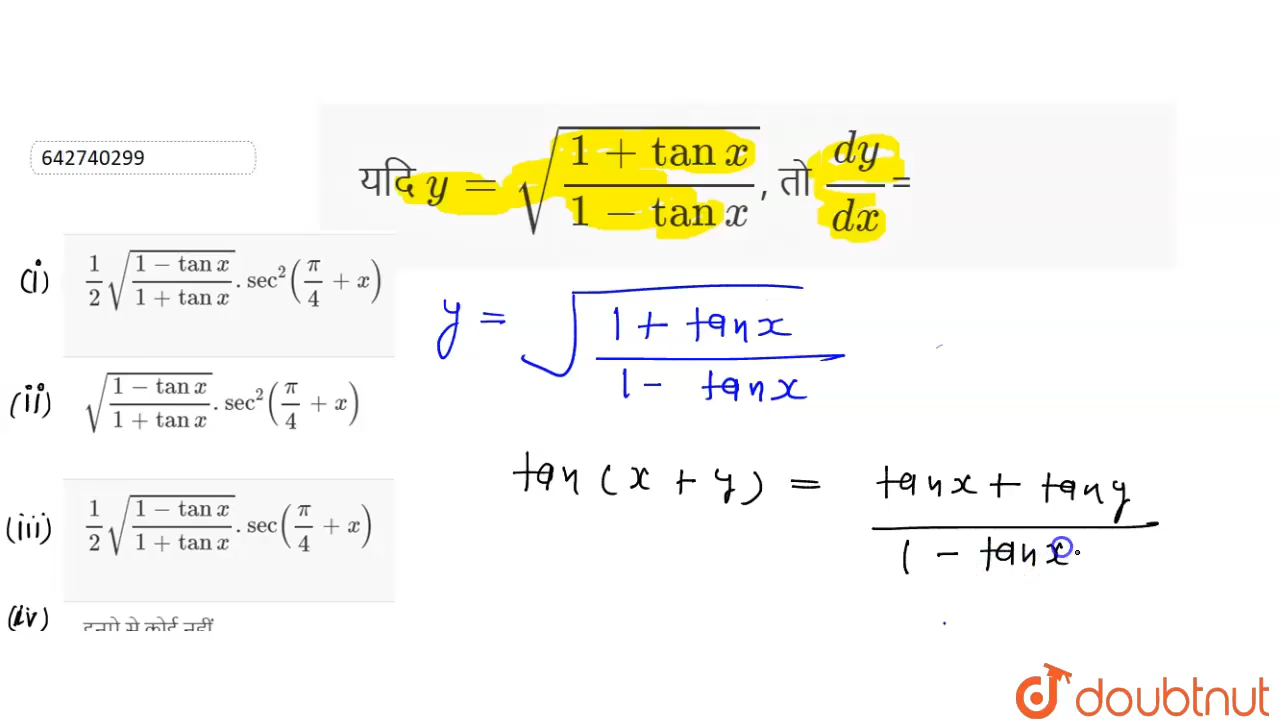 642740299
यदि y = √((1 + tan x)/(1 − tan x)), तो dy/dx =
(i) 1/2 √((1 − tan x)/(1 + tan x)) . sec²(π/4 + x)
(ii) √((1 − tan x)/(1 + tan x)) . sec²(π/4 + x)
(iii) 1/2 √((1 − tan x)/(1 + tan x)) . sec(π/4 + x)
(iv) इनमे से कोई नहीं
y = √((1 + tan x)/(1 − tan x))
tan (x + y) = (tan x + tan y)/(1 − tan x
doubtnut